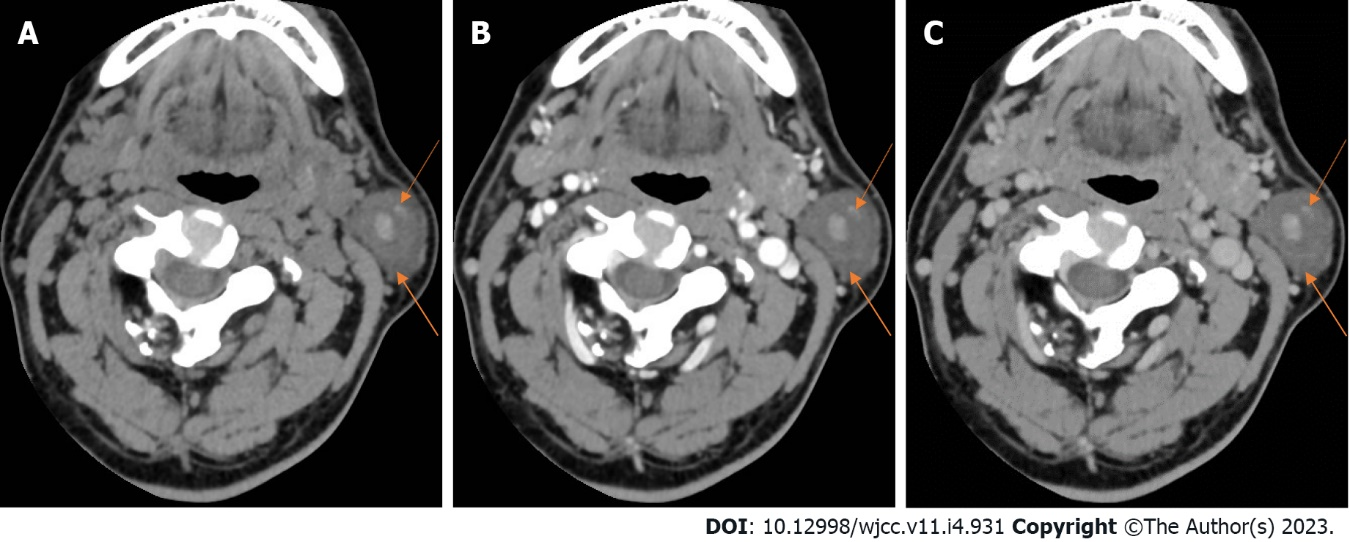 A
B
C
DOI: 10.12998/wjcc.v11.i4.931 Copyright ©The Author(s) 2023.